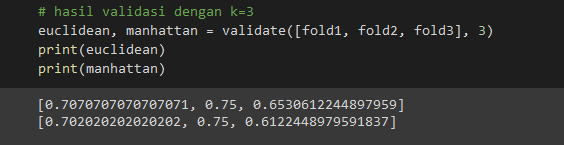 # hasil validasi dengan k=3
euclidean, manhattan = validate([fold1, fold2, fold3], 3)
print(euclidean)
print(manhattan)
[0.7070707070707071, 0.75, 0.6530612244897959]
[0.702020202020202, 0.75, 0.6122448979591837]